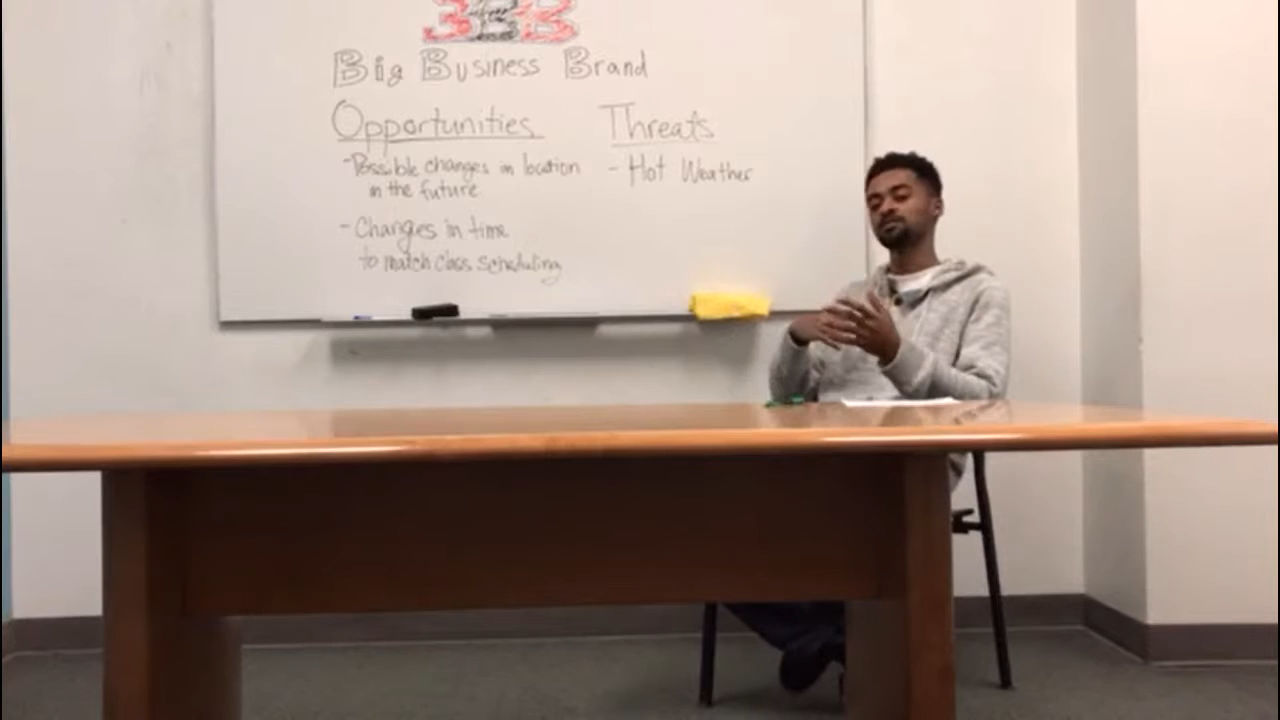 3BB
Big Business Brand
Opportunities
Threats
- Possible changes in location
in the future
- Hot Weather
- Changes in time
to match class scheduling